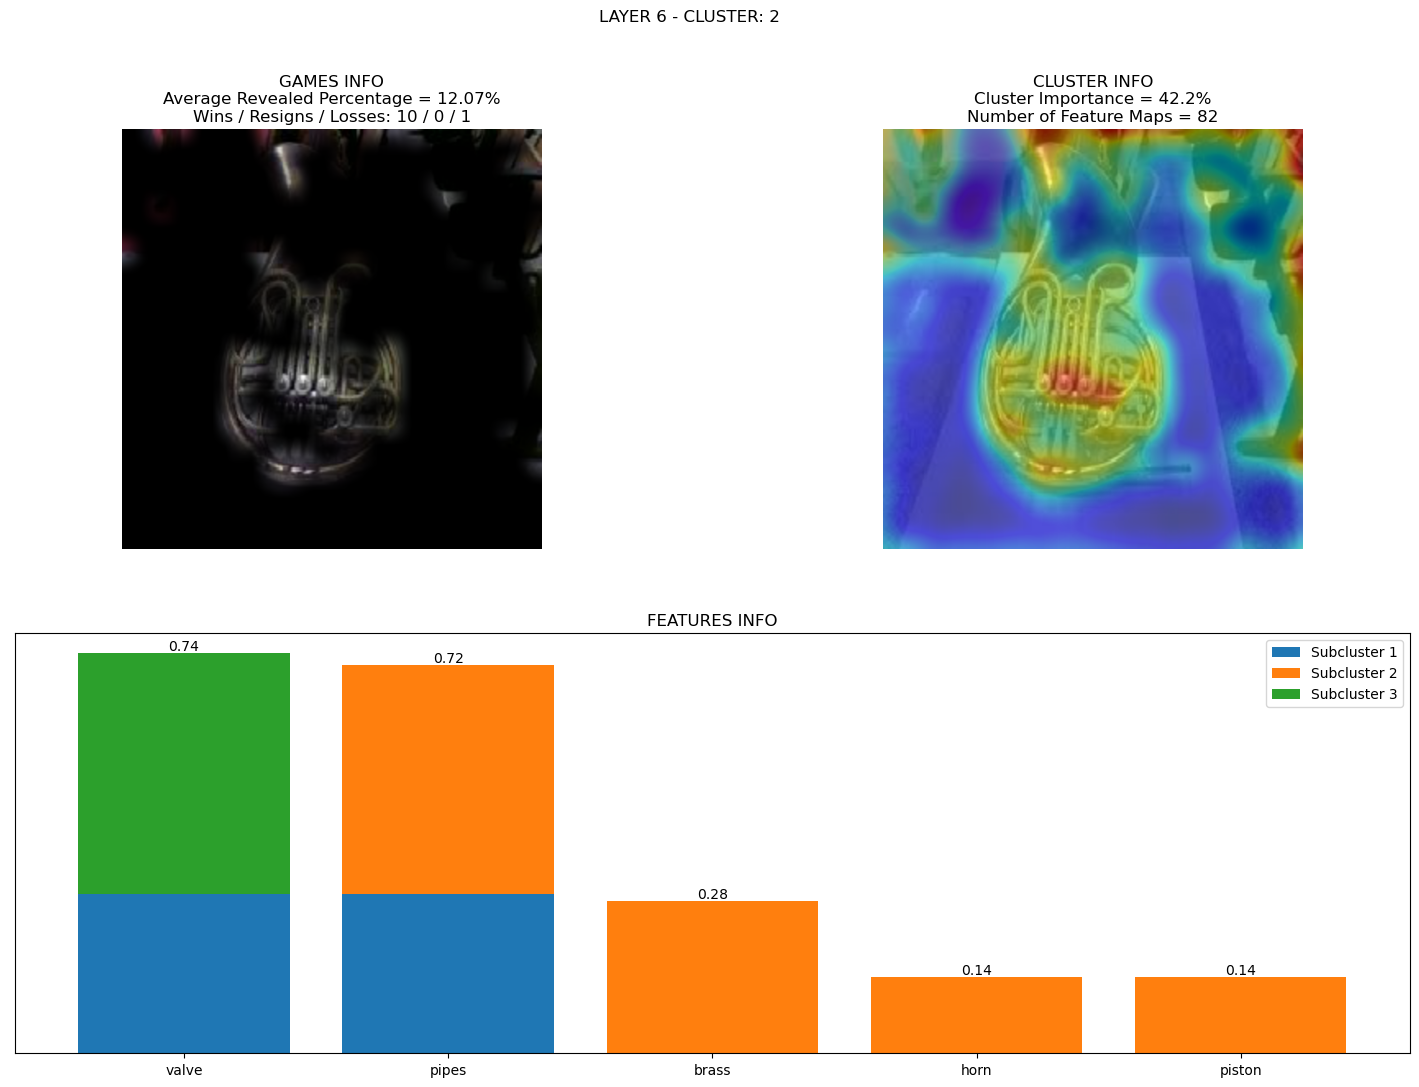 LAYER 6 - CLUSTER: 2
GAMES INFO
Average Revealed Percentage = 12.07%
Wins / Resigns / Losses: 10 / 0 / 1
CLUSTER INFO
Cluster Importance = 42.2%
Number of Feature Maps = 82
FEATURES INFO
0.74
0.72
0.28
0.14
0.14
Subcluster 1
Subcluster 2
Subcluster 3
valve
pipes
brass
horn
piston